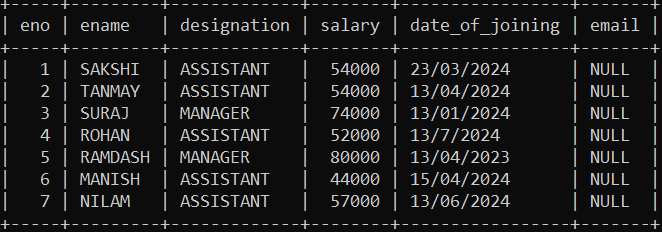 +-----+---------+-------------+--------+-----------------+-------+
| eno | ename   | designation | salary | date_of_joining | email |
+-----+---------+-------------+--------+-----------------+-------+
|   1 | SAKSHI  | ASSISTANT   |  54000 | 23/03/2024      | NULL  |
|   2 | TANMAY  | ASSISTANT   |  54000 | 13/04/2024      | NULL  |
|   3 | SURAJ   | MANAGER     |  74000 | 13/01/2024      | NULL  |
|   4 | ROHAN   | ASSISTANT   |  52000 | 13/7/2024       | NULL  |
|   5 | RAMDASH | MANAGER     |  80000 | 13/04/2023      | NULL  |
|   6 | MANISH  | ASSISTANT   |  44000 | 15/04/2024      | NULL  |
|   7 | NILAM   | ASSISTANT   |  57000 | 13/06/2024      | NULL  |
+-----+---------+-------------+--------+-----------------+-------+